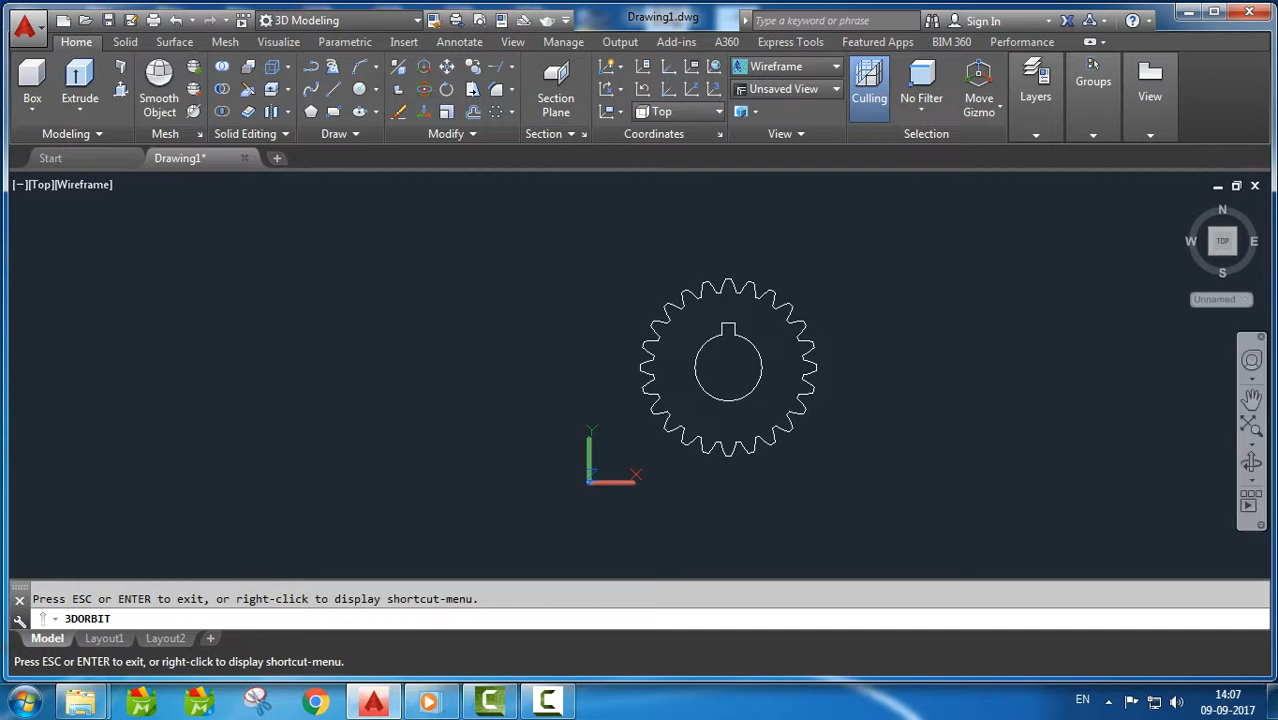 3D Modeling
Drawing1.dwg
Type a keyword or phrase
Sign In
Home Solid Surface Mesh Visualize Parametric Insert Annotate View Manage Output Add-ins A360 Express Tools Featured Apps BIM 360 Performance
Box
Extrude
Smooth
Object
Section
Plane
Top
Wireframe
Unsaved View
Culling
No Filter
Move
Gizmo
Layers
Groups
View
Modeling Mesh Solid Editing Draw Modify Section Coordinates View Selection
Start
Drawing1*
[−][Top][Wireframe]
N
W
TOP
E
S
Unnamed
Y
X
Press ESC or ENTER to exit, or right-click to display shortcut-menu.
3DORBIT
Model Layout1 Layout2
Press ESC or ENTER to exit, or right-click to display shortcut-menu.
EN
14:07
09-09-2017